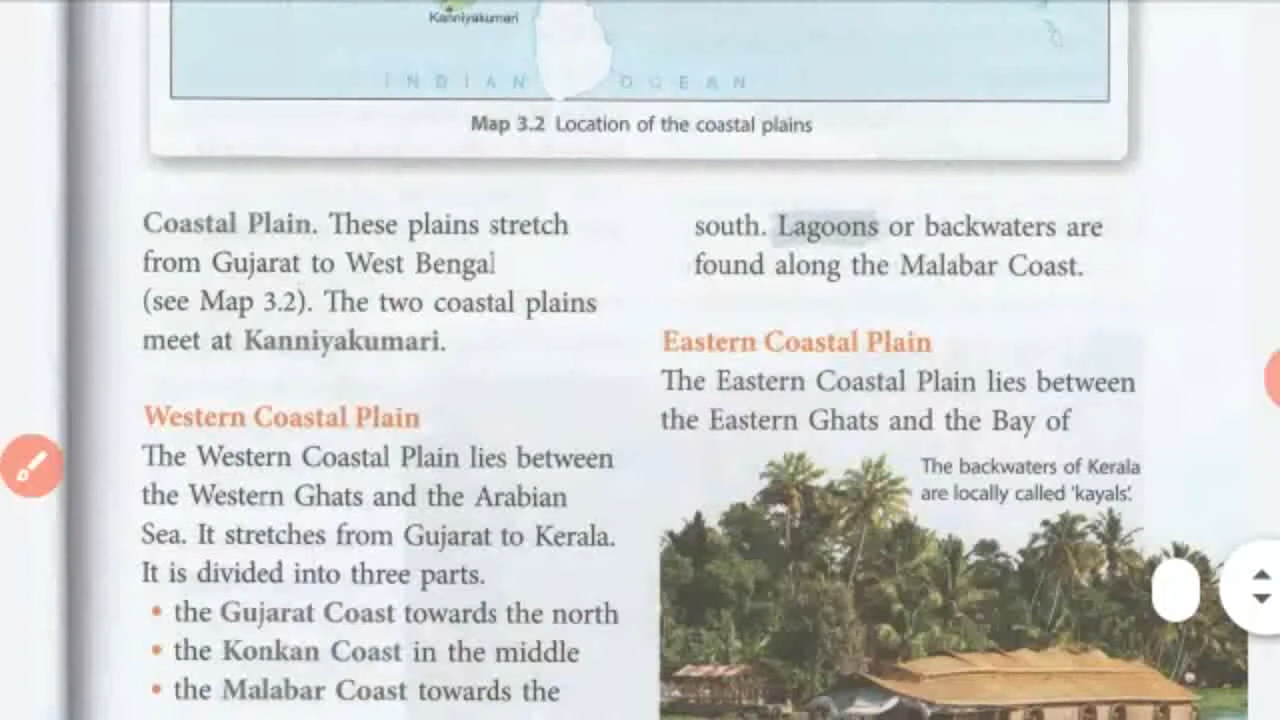 Kanniyakumari
INDIAN OCEAN
Map 3.2 Location of the coastal plains
Coastal Plain. These plains stretch
from Gujarat to West Bengal
(see Map 3.2). The two coastal plains
meet at Kanniyakumari.
Western Coastal Plain
The Western Coastal Plain lies between
the Western Ghats and the Arabian
Sea. It stretches from Gujarat to Kerala.
It is divided into three parts.
• the Gujarat Coast towards the north
• the Konkan Coast in the middle
• the Malabar Coast towards the
south. Lagoons or backwaters are
found along the Malabar Coast.
Eastern Coastal Plain
The Eastern Coastal Plain lies between
the Eastern Ghats and the Bay of
The backwaters of Kerala
are locally called 'kayals'.